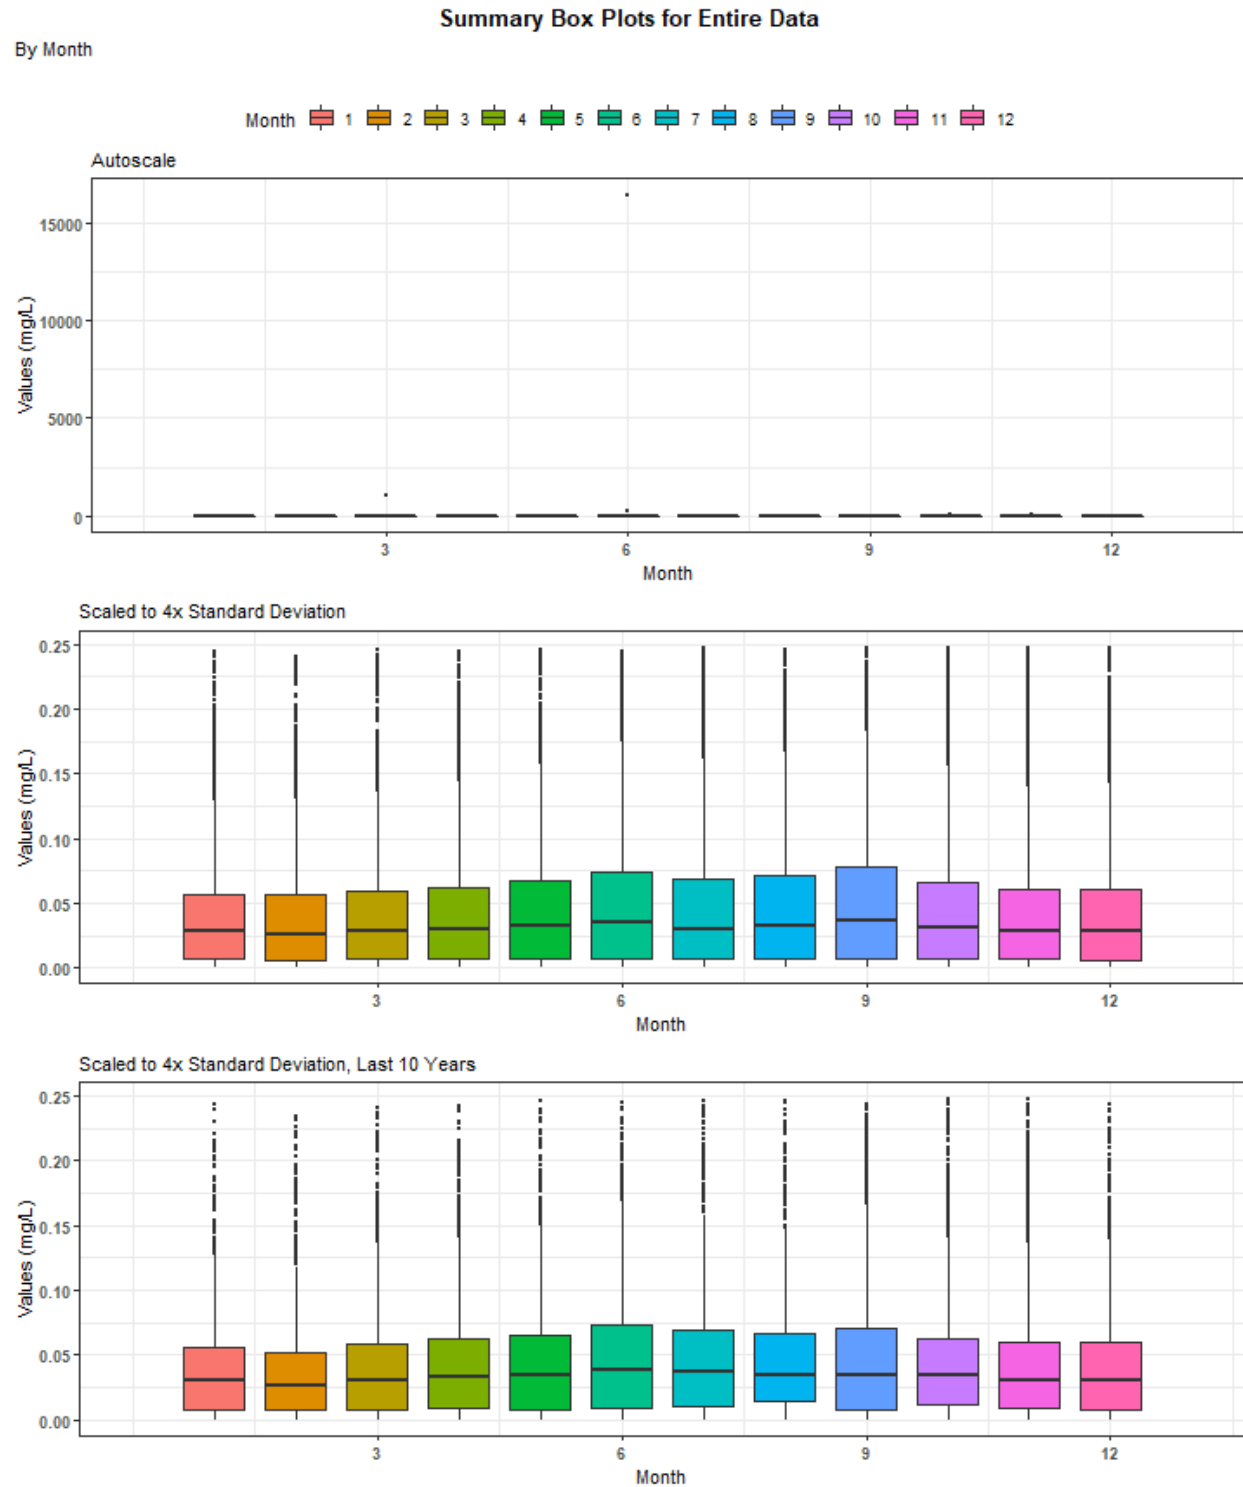 Summary Box Plots for Entire Data
By Month
Month 1 2 3 4 5 6 7 8 9 10 11 12
Autoscale
Values (mg/L)
15000
10000
5000
0
3 6 9 12
Month
Scaled to 4x Standard Deviation
Values (mg/L)
0.25
0.20
0.15
0.10
0.05
0.00
3 6 9 12
Month
Scaled to 4x Standard Deviation, Last 10 Years
Values (mg/L)
0.25
0.20
0.15
0.10
0.05
0.00
3 6 9 12
Month